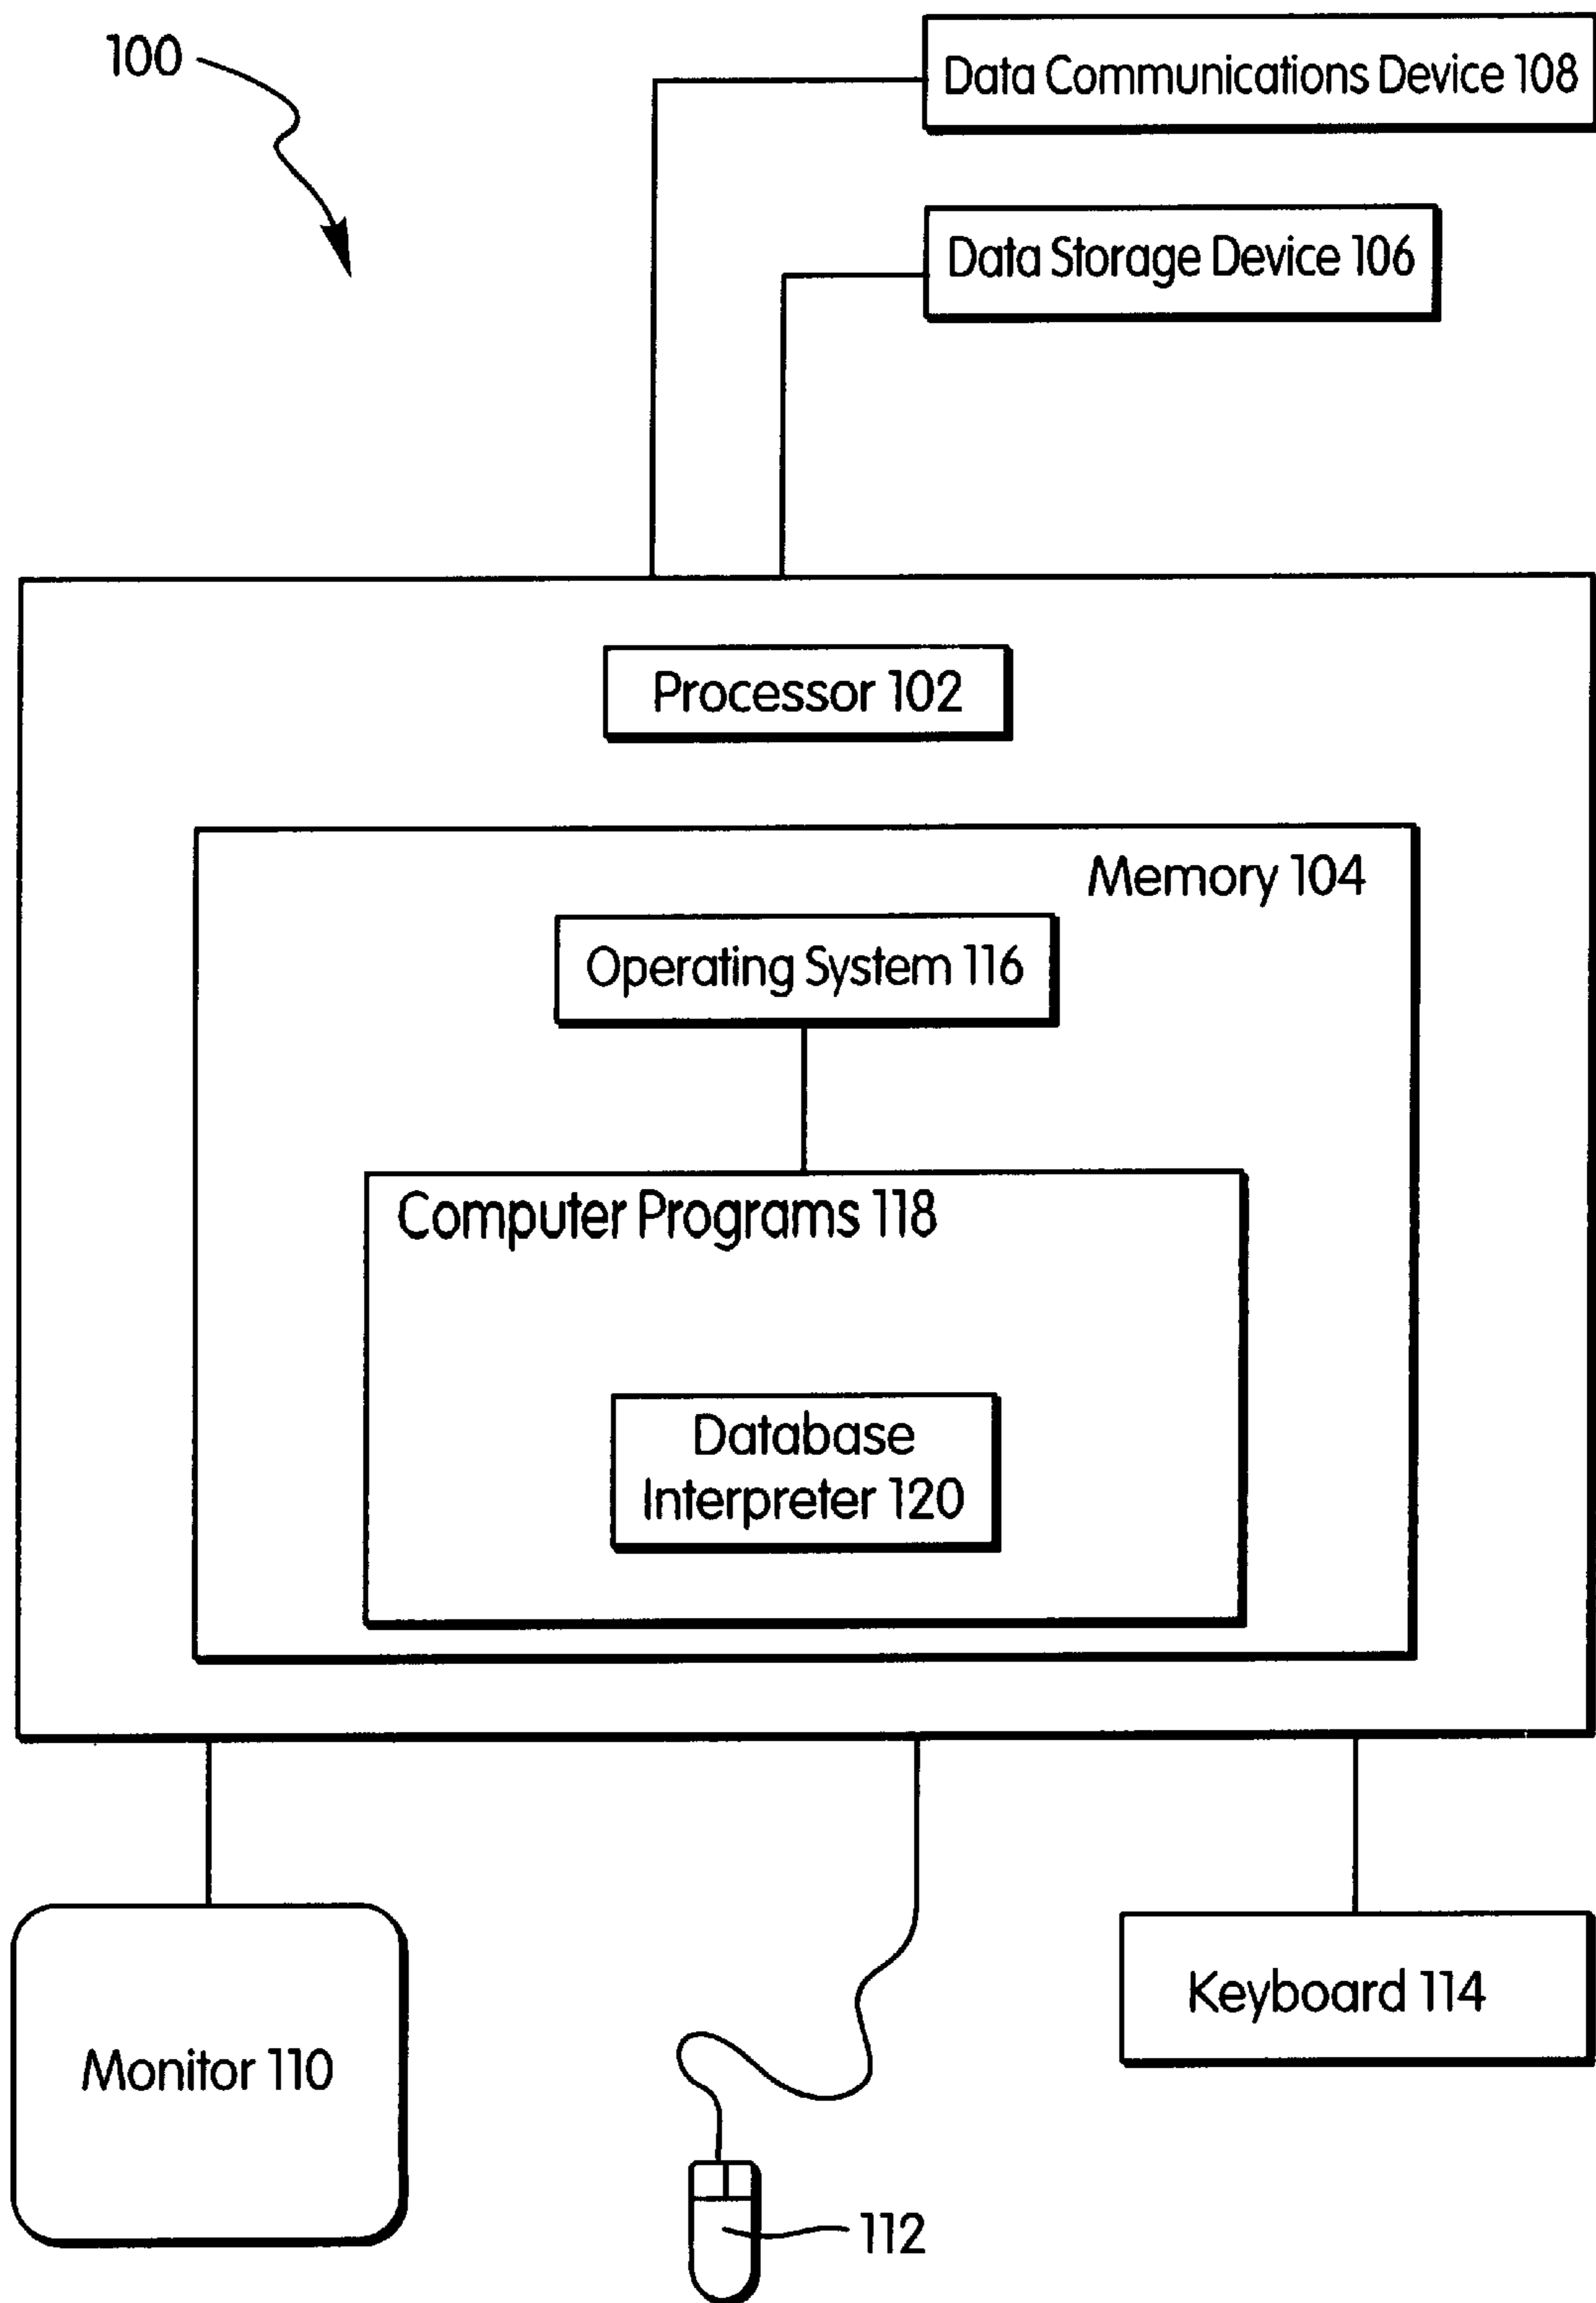 100
Data Communications Device 108
Data Storage Device 106
Processor 102
Memory 104
Operating System 116
Computer Programs 118
Database
Interpreter 120
Keyboard 114
Monitor 110
112